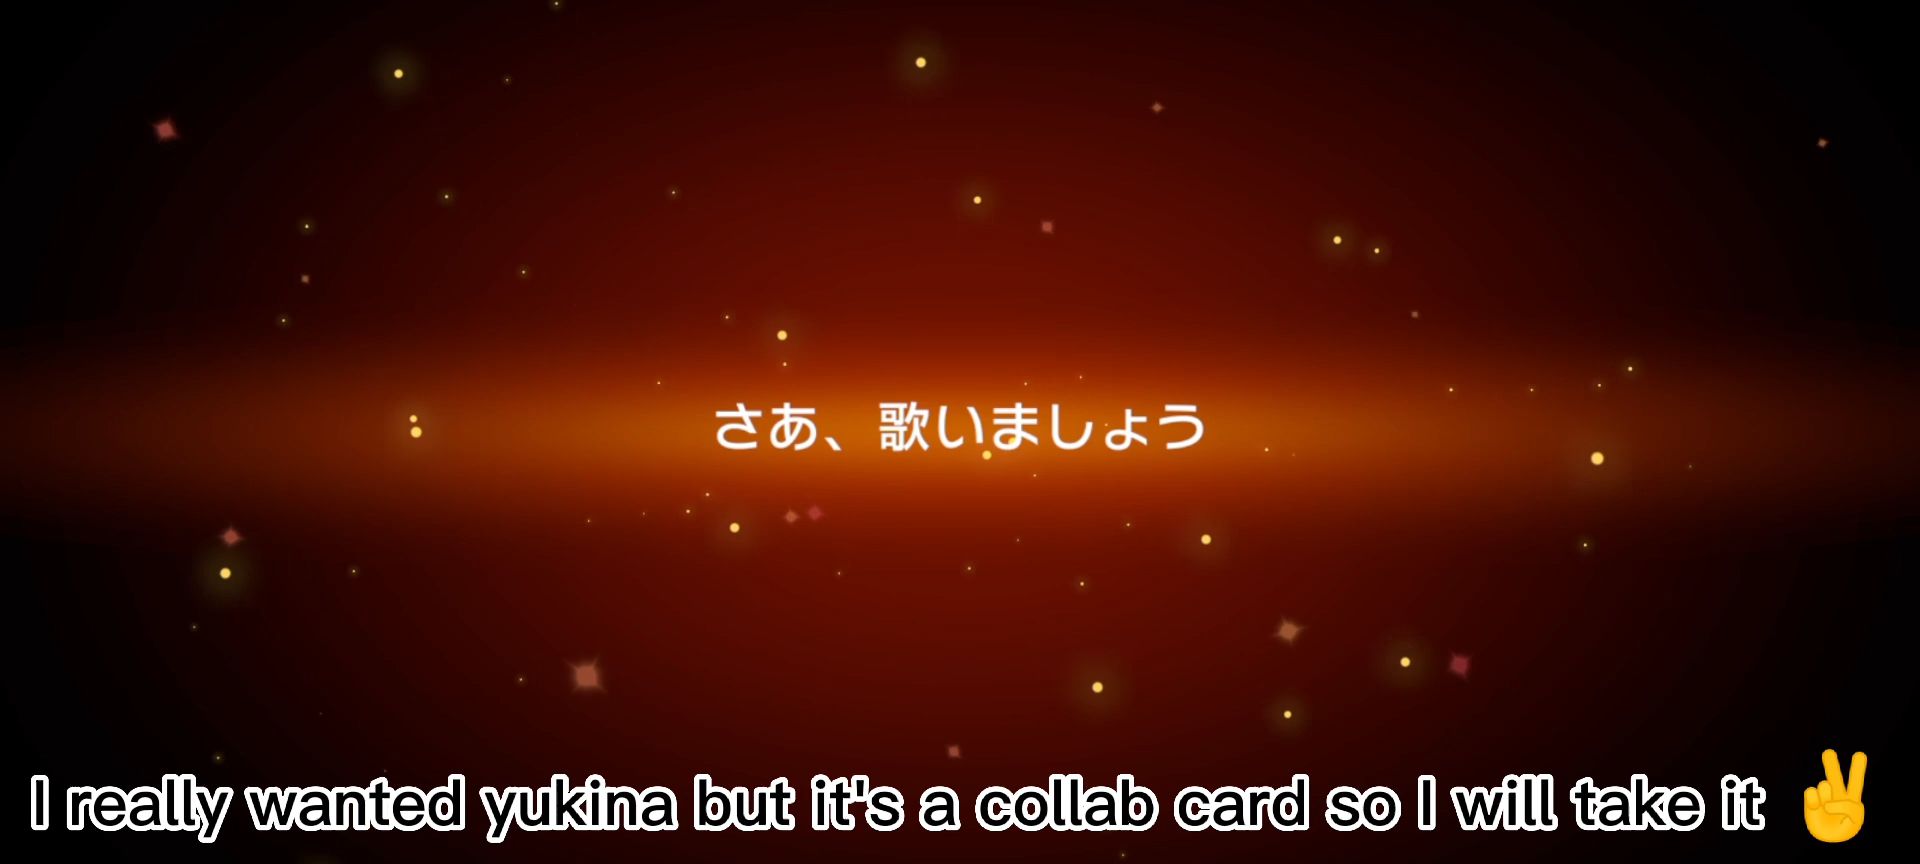 さあ、歌いましょう
I really wanted yukina but it's a collab card so I will take it ✌️